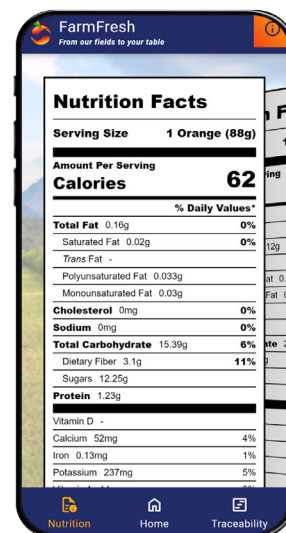 FarmFresh
From our fields to your table
Nutrition Facts
Serving Size 1 Orange (88g)
Amount Per Serving
Calories 62
% Daily Values*
Total Fat 0.16g 0%
Saturated Fat 0.02g 0%
Trans Fat -
Polyunsaturated Fat 0.033g
Monounsaturated Fat 0.03g
Cholesterol 0mg 0%
Sodium 0mg 0%
Total Carbohydrate 15.39g 6%
Dietary Fiber 3.1g 11%
Sugars 12.25g
Protein 1.23g
Vitamin D -
Calcium 52mg 4%
Iron 0.13mg 1%
Potassium 237mg 5%
Nutrition Home Traceability